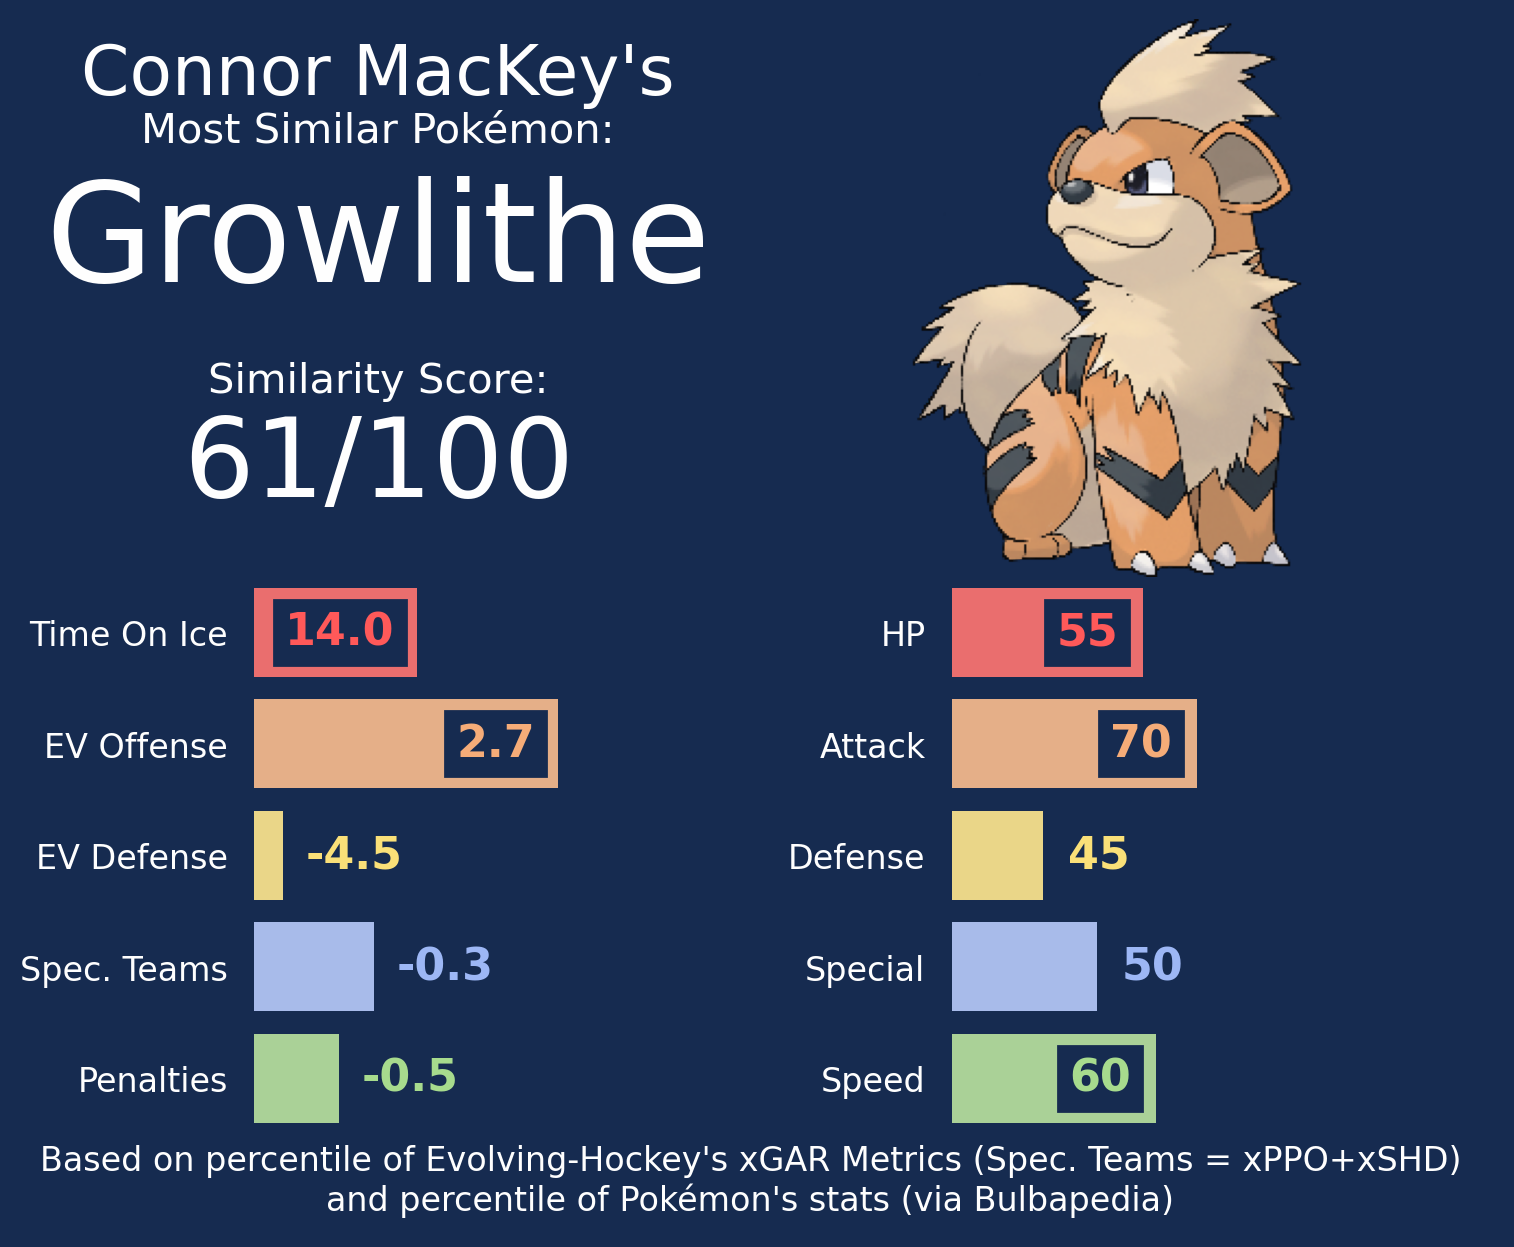 Connor MacKey's
Most Similar Pokémon:
Growlithe
Similarity Score:
61/100
Time On Ice 14.0
EV Offense 2.7
EV Defense -4.5
Spec. Teams -0.3
Penalties -0.5
HP 55
Attack 70
Defense 45
Special 50
Speed 60
Based on percentile of Evolving-Hockey's xGAR Metrics (Spec. Teams = xPPO+xSHD)
and percentile of Pokémon's stats (via Bulbapedia)